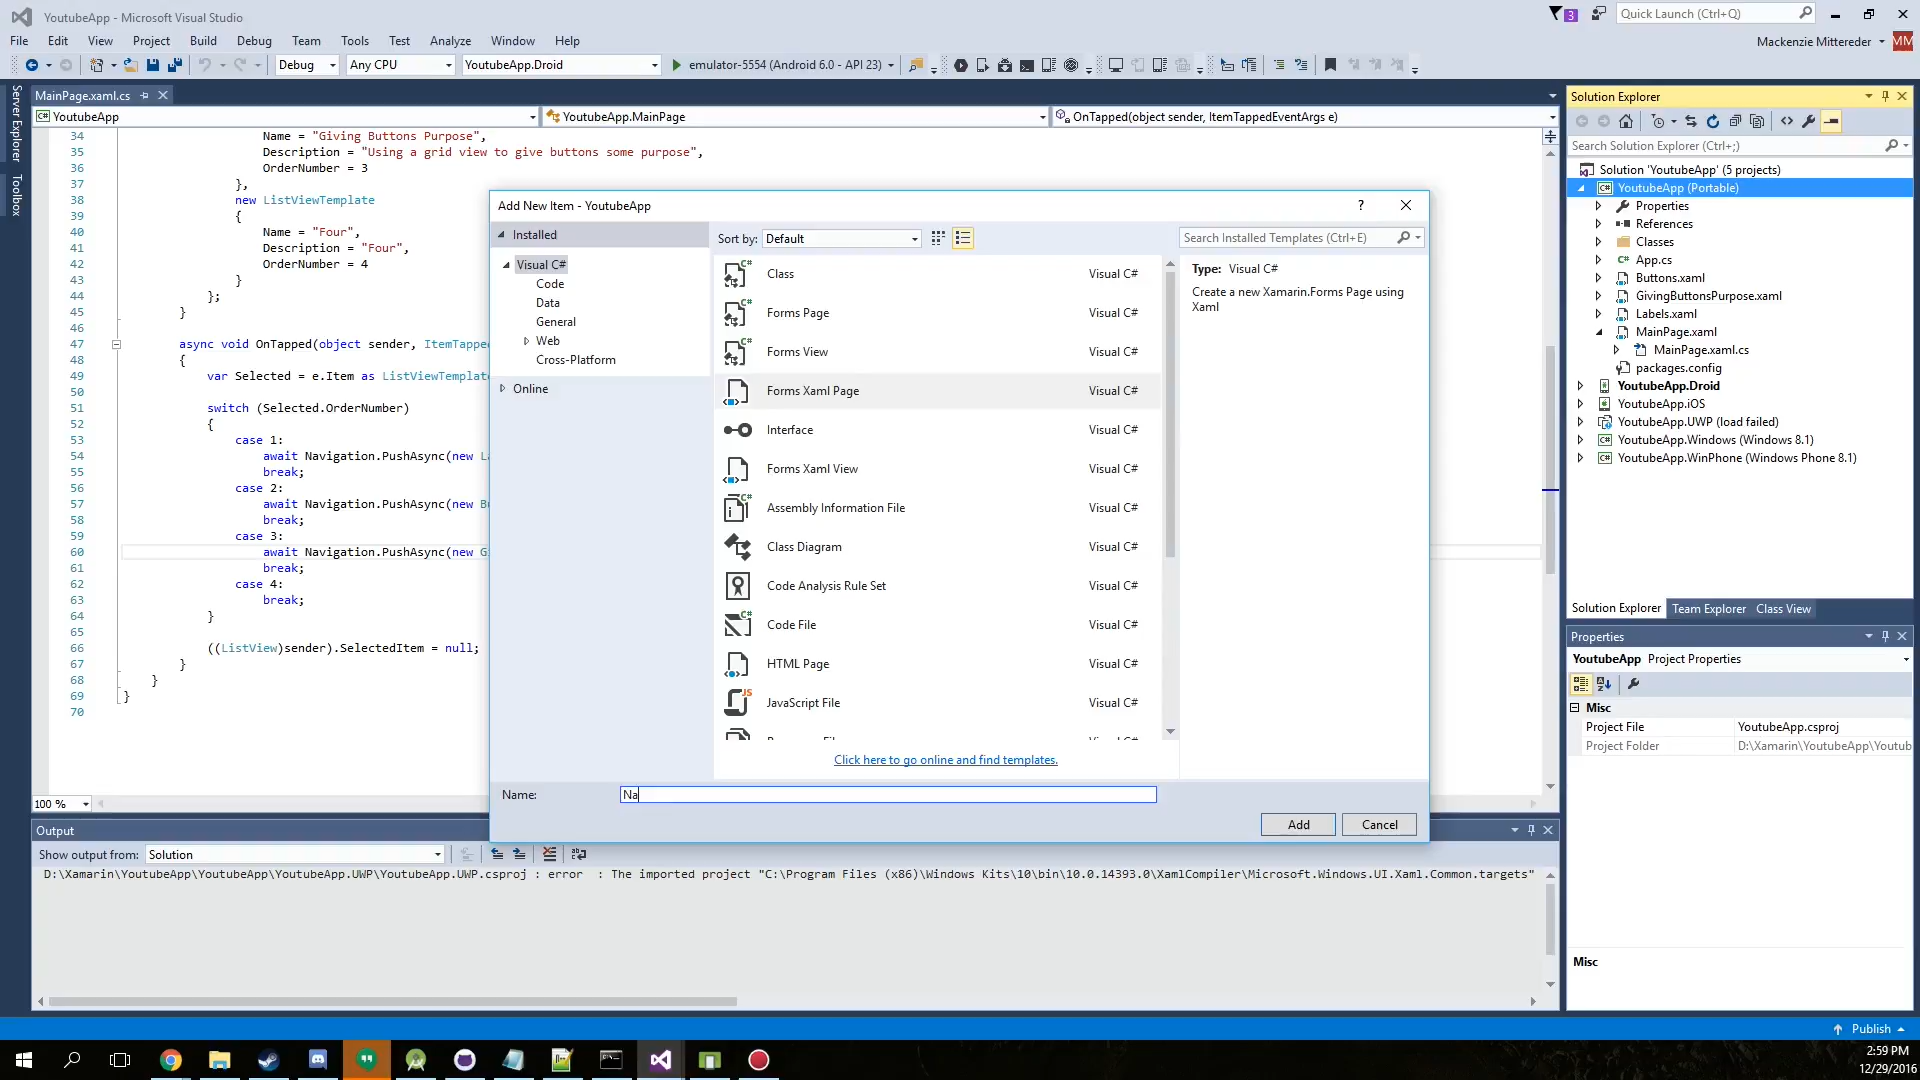 YoutubeApp - Microsoft Visual Studio
3
Quick Launch (Ctrl+Q)
File Edit View Project Build Debug Team Tools Test Analyze Window Help
Mackenzie Mittereder
MM
Debug Any CPU YoutubeApp.Droid emulator-5554 (Android 6.0 - API 23)
Server Explorer
Toolbox
MainPage.xaml.cs
YoutubeApp
YoutubeApp.MainPage
OnTapped(object sender, ItemTappedEventArgs e)
34 Name = "Giving Buttons Purpose",
35 Description = "Using a grid view to give buttons some purpose",
36 OrderNumber = 3
37 },
38 new ListViewTemplate
39 {
40 Name = "Four",
41 Description = "Four",
42 OrderNumber = 4
43 }
44 };
45 }
46
47 async void OnTapped(object sender, ItemTapped
48 {
49 var Selected = e.Item as ListViewTemplate
50
51 switch (Selected.OrderNumber)
52 {
53 case 1:
54 await Navigation.PushAsync(new La
55 break;
56 case 2:
57 await Navigation.PushAsync(new Bu
58 break;
59 case 3:
60 await Navigation.PushAsync(new G
61 break;
62 case 4:
63 break;
64 }
65
66 ((ListView)sender).SelectedItem = null;
67 }
68 }
69 }
70
100 %
Add New Item - YoutubeApp
?
Installed
Visual C#
Code
Data
General
Web
Cross-Platform
Online
Sort by: Default
Search Installed Templates (Ctrl+E)
Class Visual C#
Forms Page Visual C#
Forms View Visual C#
Forms Xaml Page Visual C#
Interface Visual C#
Forms Xaml View Visual C#
Assembly Information File Visual C#
Class Diagram Visual C#
Code Analysis Rule Set Visual C#
Code File Visual C#
HTML Page Visual C#
JavaScript File Visual C#
Type: Visual C#
Create a new Xamarin.Forms Page using
Xaml
Click here to go online and find templates.
Name: Na
Add Cancel
Output
Show output from: Solution
D:\Xamarin\YoutubeApp\YoutubeApp\YoutubeApp.UWP\YoutubeApp.UWP.csproj : error : The imported project "C:\Program Files (x86)\Windows Kits\10\bin\10.0.14393.0\XamlCompiler\Microsoft.Windows.UI.Xaml.Common.targets"
Solution Explorer
Search Solution Explorer (Ctrl+;)
Solution 'YoutubeApp' (5 projects)
YoutubeApp (Portable)
Properties
References
Classes
App.cs
Buttons.xaml
GivingButtonsPurpose.xaml
Labels.xaml
MainPage.xaml
MainPage.xaml.cs
packages.config
YoutubeApp.Droid
YoutubeApp.iOS
YoutubeApp.UWP (load failed)
YoutubeApp.Windows (Windows 8.1)
YoutubeApp.WinPhone (Windows Phone 8.1)
Solution Explorer Team Explorer Class View
Properties
YoutubeApp Project Properties
Misc
Project File YoutubeApp.csproj
Project Folder D:\Xamarin\YoutubeApp\Youtub
Misc
Publish
2:59 PM
12/29/2016